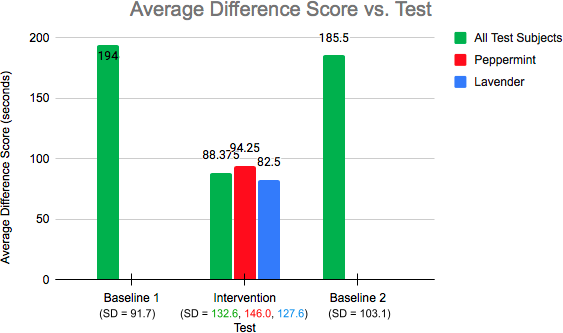 Average Difference Score vs. Test
All Test Subjects
Peppermint
Lavender
Average Difference Score (seconds)
200
150
100
50
0
194
88.375
94.25
82.5
185.5
Baseline 1
(SD = 91.7)
Intervention
(SD = 132.6, 146.0, 127.6)
Baseline 2
(SD = 103.1)
Test